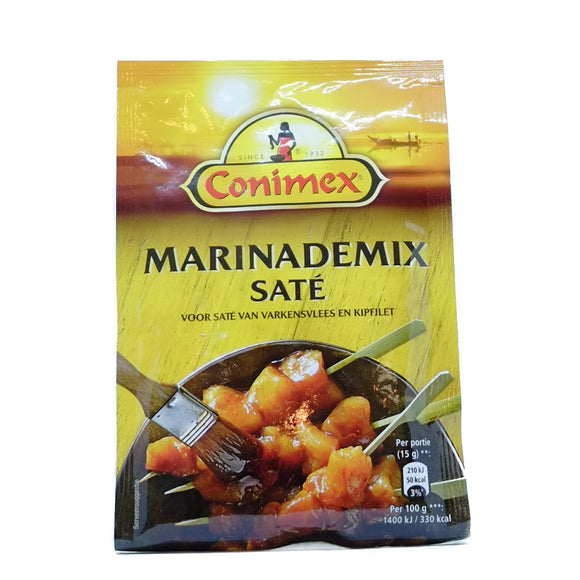 SINCE ® 1932
Conimex®
MARINADEMIX
SATÉ
VOOR SATÉ VAN VARKENSVLEES EN KIPFILET
Per portie
(15 g) **:
210 kJ
50 kcal
3%*
Per 100 g ***:
1400 kJ / 330 kcal
Serveersuggestie